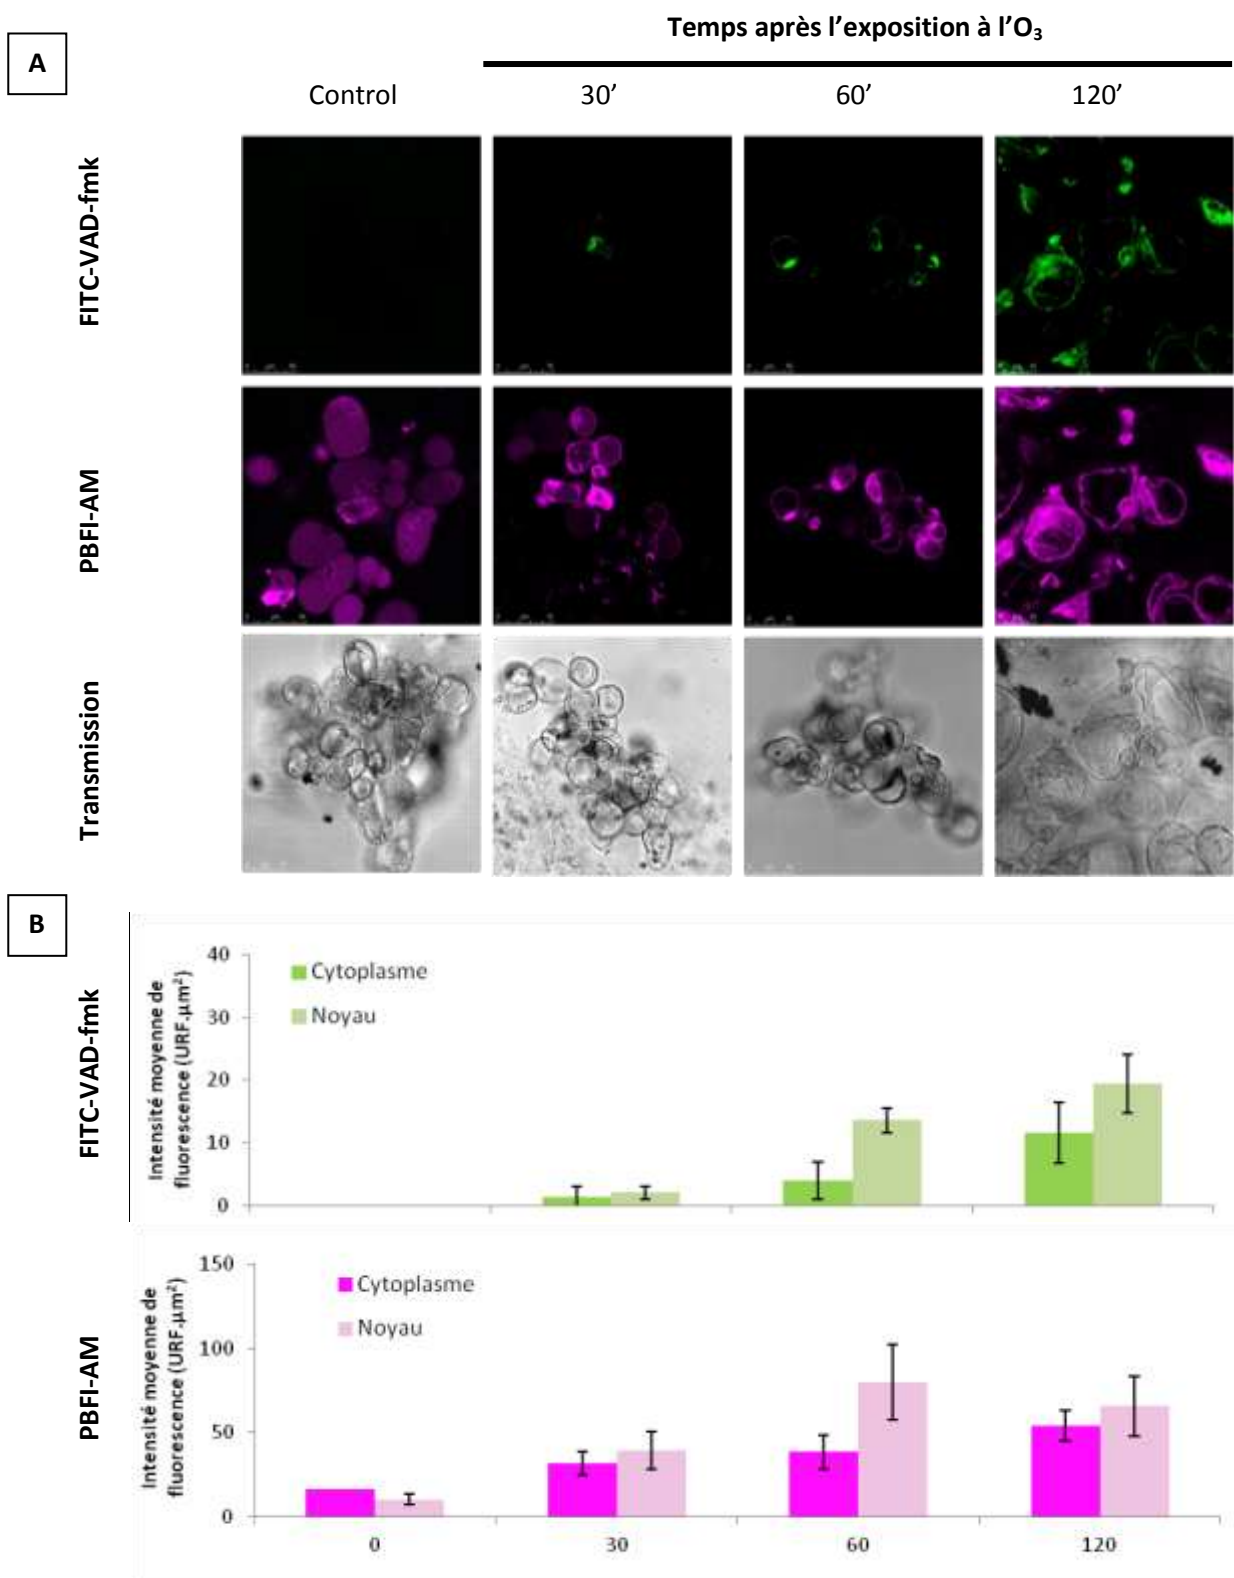 Temps après l’exposition à l’O₃
A
Control
30’
60’
120’
FITC-VAD-fmk
PBFI-AM
Transmission
B
FITC-VAD-fmk
Intensité moyenne de
fluorescence (URF.µm²)
40
30
20
10
0
Cytoplasme
Noyau
PBFI-AM
Intensité moyenne de
fluorescence (URF.µm²)
150
100
50
0
Cytoplasme
Noyau
0
30
60
120